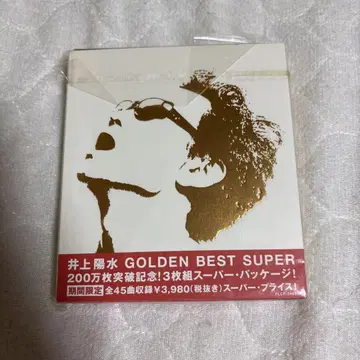 井上陽水 GOLDEN BEST SUPER
200万枚突破記念!3枚組スーパー・パッケージ!
期間限定 全45曲収録¥3,980(税抜き)スーパー・プライス!